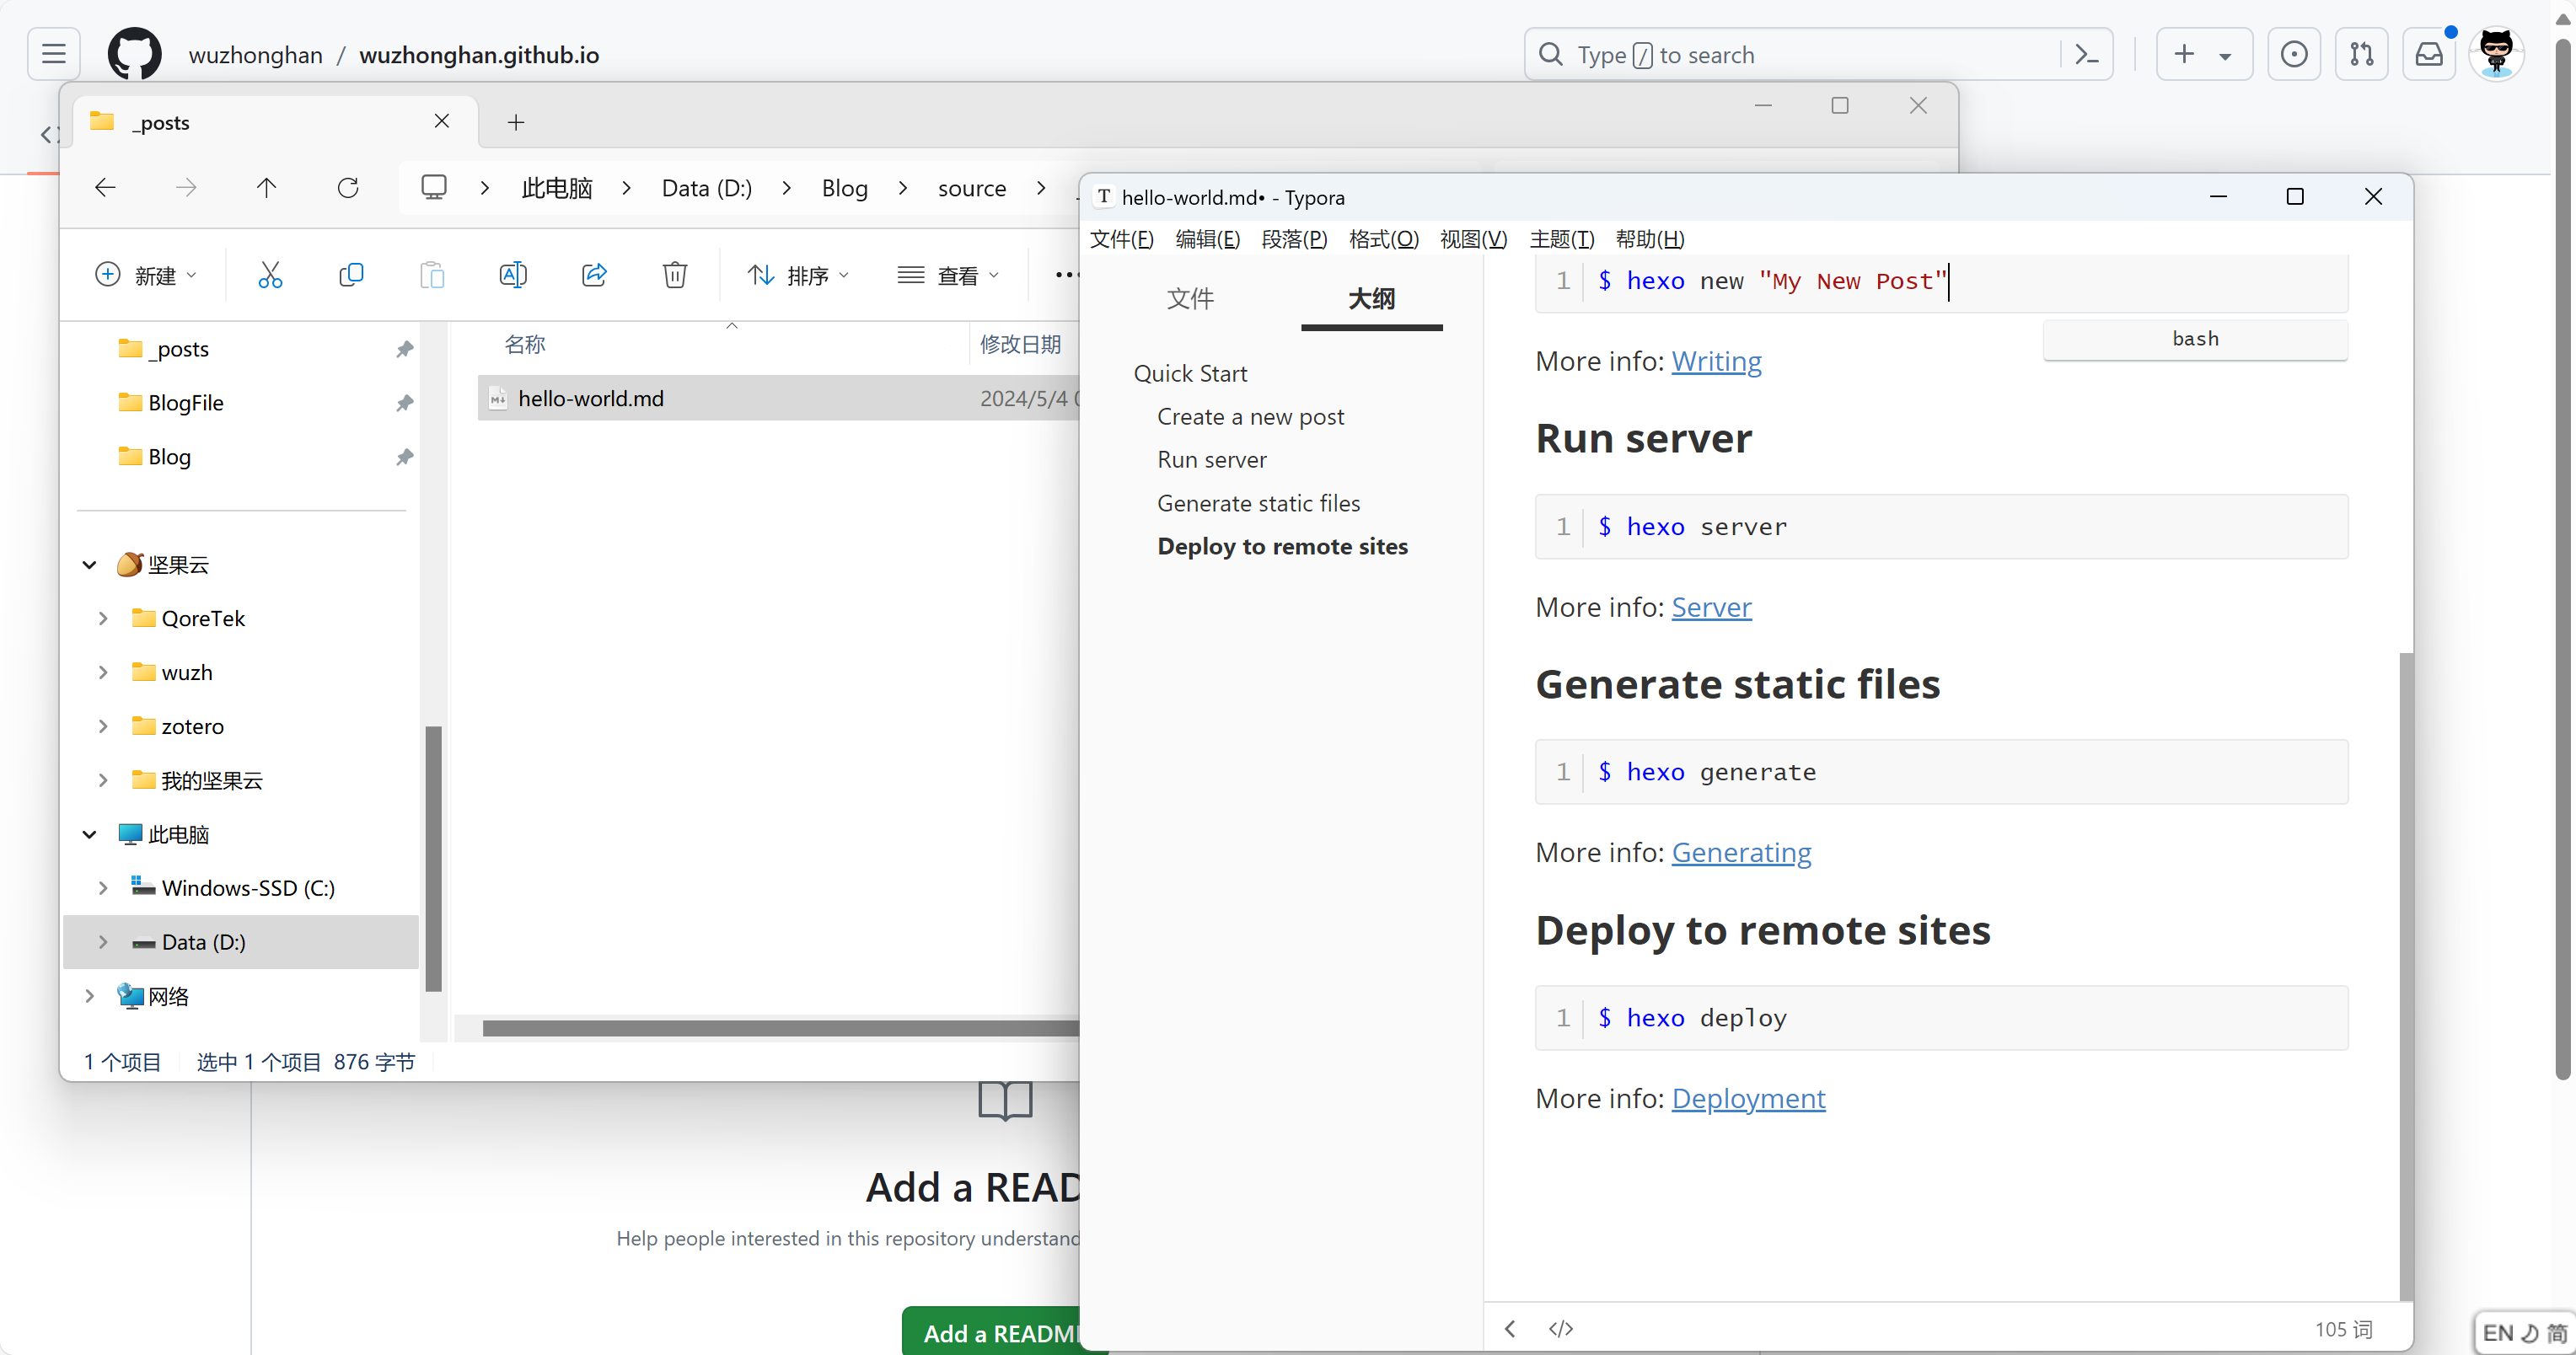 wuzhonghan / wuzhonghan.github.io
Type / to search
_posts
此电脑 Data (D:) Blog source
新建
排序
查看
_posts
BlogFile
Blog
坚果云
QoreTek
wuzh
zotero
我的坚果云
此电脑
Windows-SSD (C:)
Data (D:)
网络
名称 修改日期
hello-world.md 2024/5/4
1 个项目 选中 1 个项目 876 字节
Add a READ
Help people interested in this repository understand
Add a README
hello-world.md• - Typora
文件(F) 编辑(E) 段落(P) 格式(O) 视图(V) 主题(T) 帮助(H)
文件 大纲
Quick Start
Create a new post
Run server
Generate static files
Deploy to remote sites
1 $ hexo new "My New Post"
bash
More info: Writing
Run server
1 $ hexo server
More info: Server
Generate static files
1 $ hexo generate
More info: Generating
Deploy to remote sites
1 $ hexo deploy
More info: Deployment
105 词
EN 简